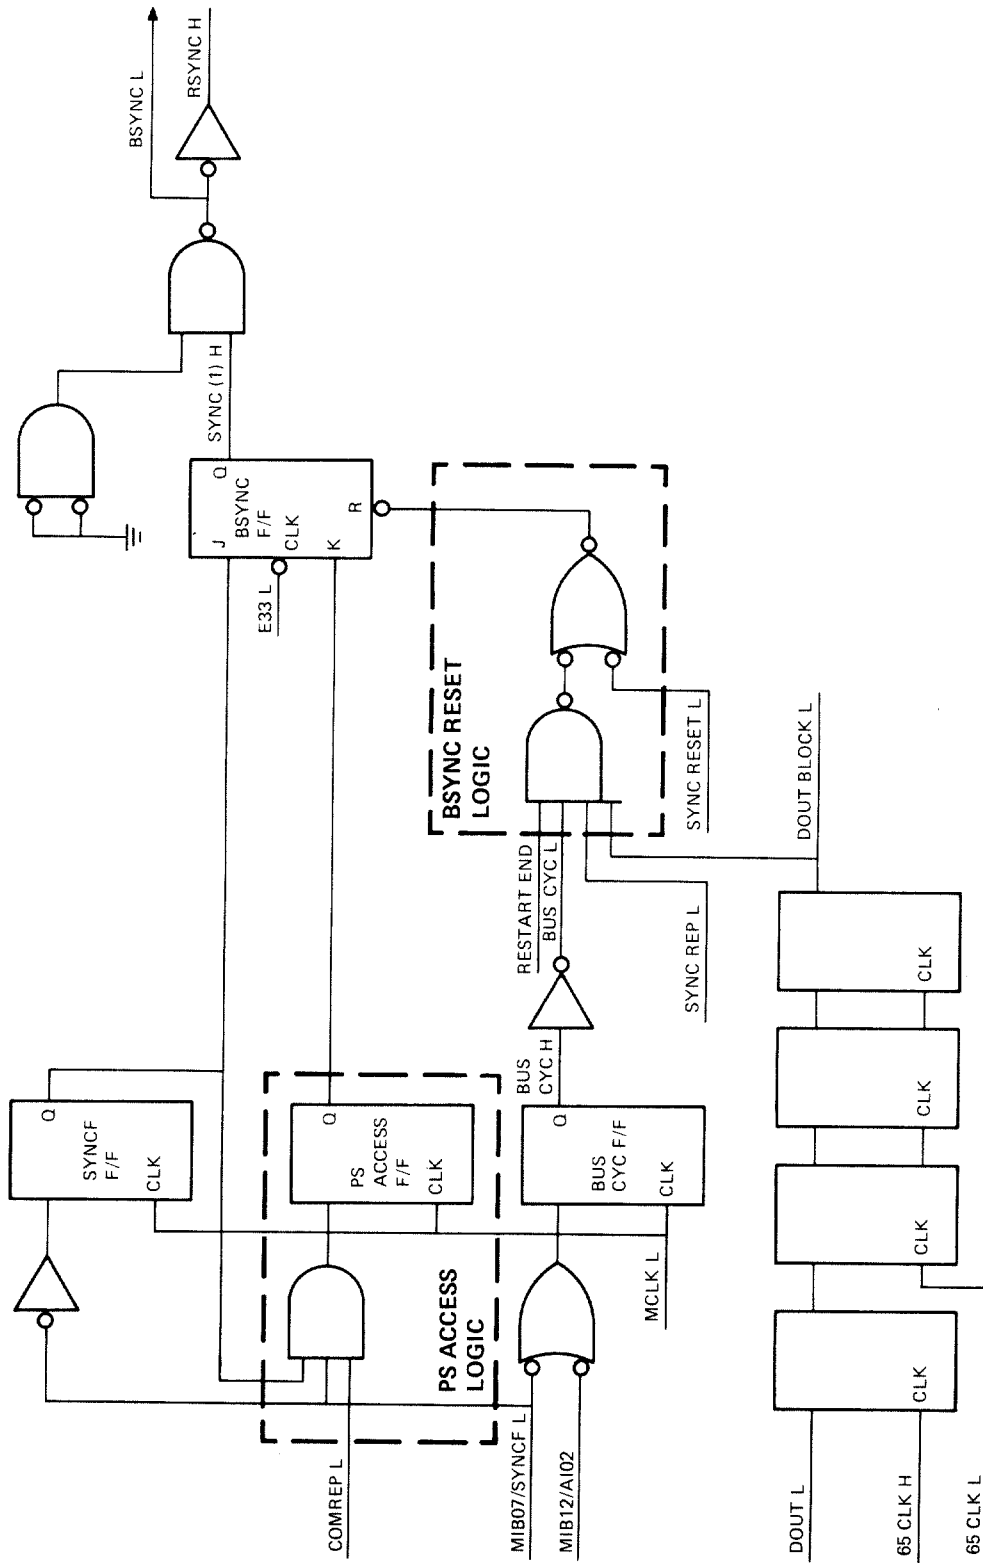 BSYNC L
RSYNC H
SYNC (1) H
J
Q
BSYNC
F/F
CLK
K
R
E33 L
BSYNC RESET
LOGIC
SYNC RESET L
RESTART END
BUS CYC L
SYNC REP L
DOUT BLOCK L
BUS
CYC H
Q
SYNCF
F/F
CLK
Q
PS
ACCESS
F/F
CLK
Q
BUS
CYC F/F
CLK
PS ACCESS
LOGIC
MCLK L
COMREP L
MIB07/SYNCF L
MIB12/AI02
DOUT L
65 CLK H
65 CLK L
CLK
CLK
CLK
CLK